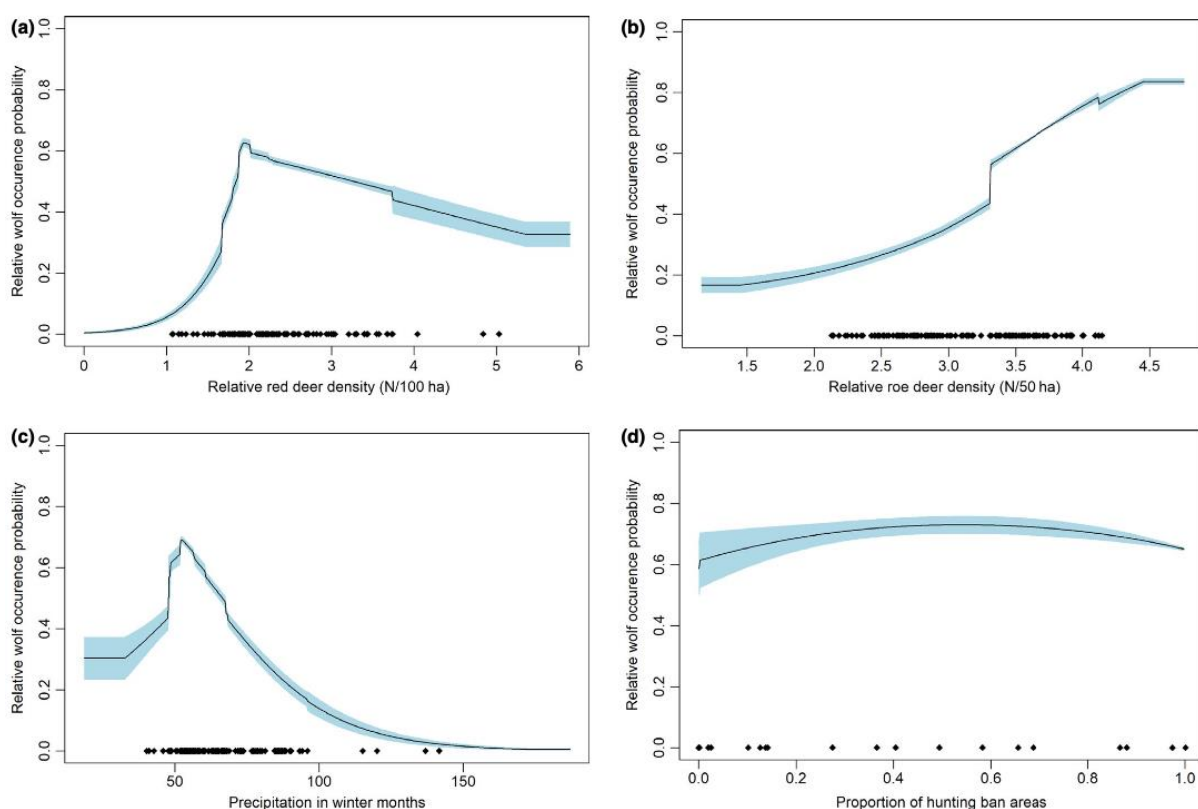 (a)
Relative wolf occurence probability
1.0
0.8
0.6
0.4
0.2
0.0
0 1 2 3 4 5 6
Relative red deer density (N/100 ha)
(b)
Relative wolf occurence probability
1.0
0.8
0.6
0.4
0.2
0.0
1.5 2.0 2.5 3.0 3.5 4.0 4.5
Relative roe deer density (N/50 ha)
(c)
Relative wolf occurence probability
1.0
0.8
0.6
0.4
0.2
0.0
50 100 150
Precipitation in winter months
(d)
Relative wolf occurence probability
1.0
0.8
0.6
0.4
0.2
0.0
0.0 0.2 0.4 0.6 0.8 1.0
Proportion of hunting ban areas